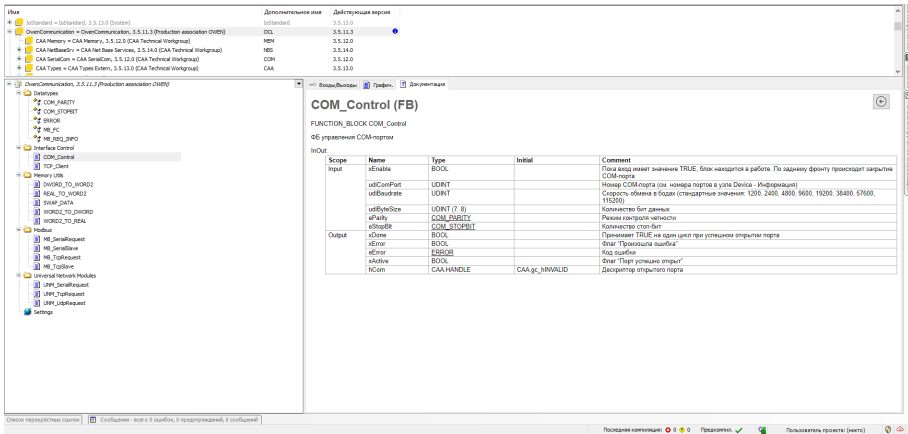 Имя Дополнительное имя Действующая версия
IoStandard = IoStandard, 3.5.13.0 (System) IoStandard 3.5.13.0
OwenCommunication = OwenCommunication, 3.5.11.3 (Production association OWEN) OCL 3.5.11.3
CAA Memory = CAA Memory, 3.5.12.0 (CAA Technical Workgroup) MEM 3.5.12.0
CAA NetBaseSrv = CAA Net Base Services, 3.5.14.0 (CAA Technical Workgroup) NBS 3.5.14.0
CAA SerialCom = CAA SerialCom, 3.5.12.0 (CAA Technical Workgroup) COM 3.5.12.0
CAA Types = CAA Types Extern, 3.5.13.0 (CAA Technical Workgroup) CAA 3.5.13.0
OwenCommunication, 3.5.11.3 (Production association OWEN)
Datatypes
COM_PARITY
COM_STOPBIT
ERROR
MB_FC
MB_REQ_INFO
Interface Control
COM_Control
TCP_Client
Memory Utils
DWORD_TO_WORD2
REAL_TO_WORD2
SWAP_DATA
WORD2_TO_DWORD
WORD2_TO_REAL
Modbus
MB_SerialRequest
MB_SerialSlave
MB_TcpRequest
MB_TcpSlave
Universal Network Modules
UNM_SerialRequest
UNM_TcpRequest
UNM_UdpRequest
Settings
Входы/Выходы Графич. Документация
COM_Control (FB)
FUNCTION_BLOCK COM_Control
ФБ управления COM-портом
InOut:
Scope Name Type Initial Comment
Input xEnable BOOL Пока вход имеет значение TRUE, блок находится в работе. По заднему фронту происходит закрытие
COM-порта
udiComPort UDINT Номер COM-порта (см. номера портов в узле Device - Информация)
udiBaudrate UDINT Скорость обмена в бодах (стандартные значения: 1200, 2400, 4800, 9600, 19200, 38400, 57600,
115200)
udiByteSize UDINT (7..8) Количество бит данных
eParity COM_PARITY Режим контроля четности
eStopBit COM_STOPBIT Количество стоп-бит
Output xDone BOOL Принимает TRUE на один цикл при успешном открытии порта
xError BOOL Флаг "Произошла ошибка"
eError ERROR Код ошибки
xActive BOOL Флаг "Порт успешно открыт"
hCom CAA.HANDLE CAA.gc_hINVALID Дескриптор открытого порта
Список перекрёстных ссылок Сообщения - всего 0 ошибок, 0 предупреждений, 0 сообщений
Последняя компиляция: 0 0 Предкомпил. Пользователь проекта: (никто)